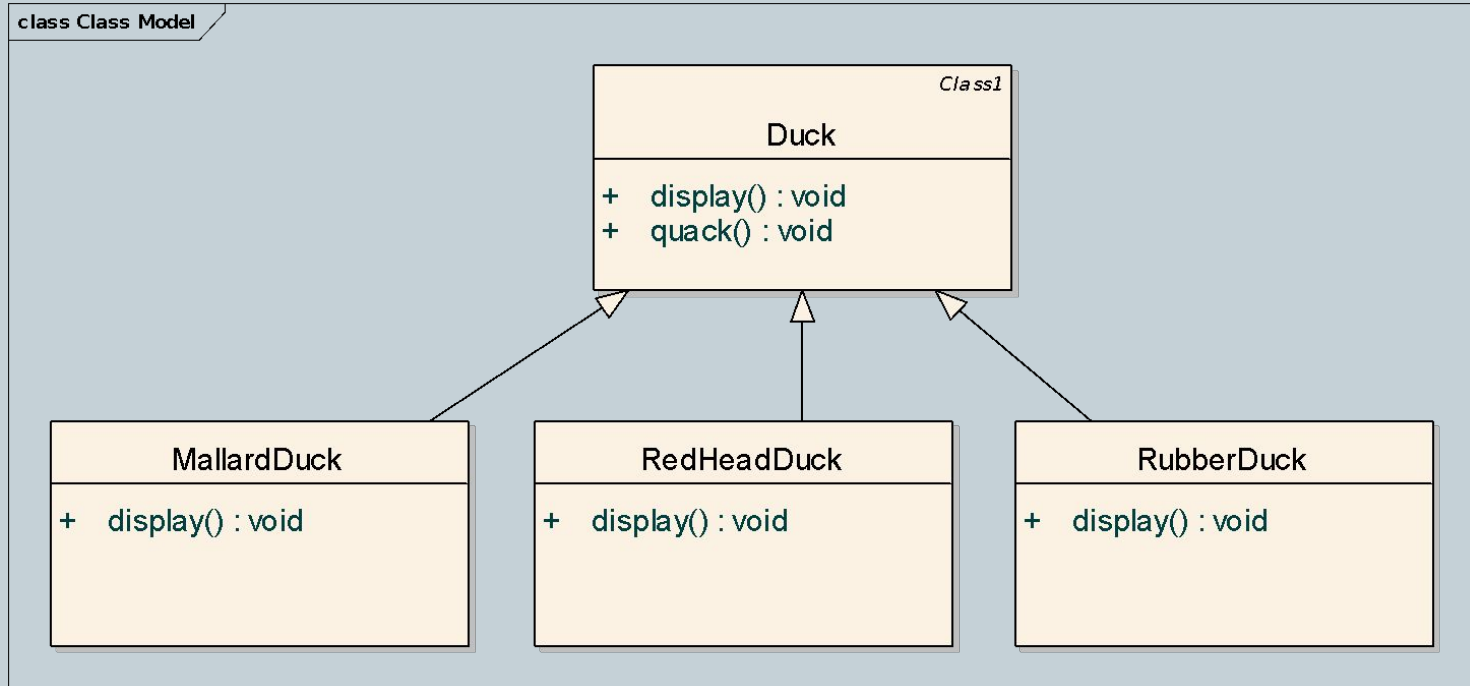 class Class Model
Class1
Duck
+ display() : void
+ quack() : void
MallardDuck
+ display() : void
RedHeadDuck
+ display() : void
RubberDuck
+ display() : void